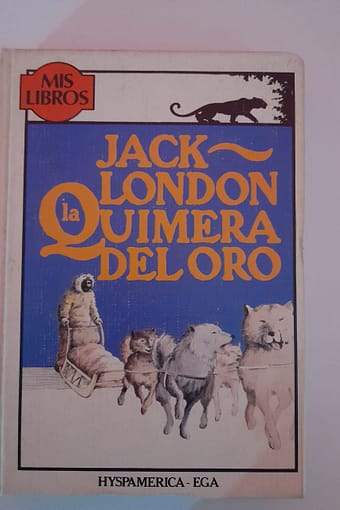 MIS
LIBROS
JACK
LONDON
la
QUIMERA
DEL ORO
HYSPAMERICA - EGA